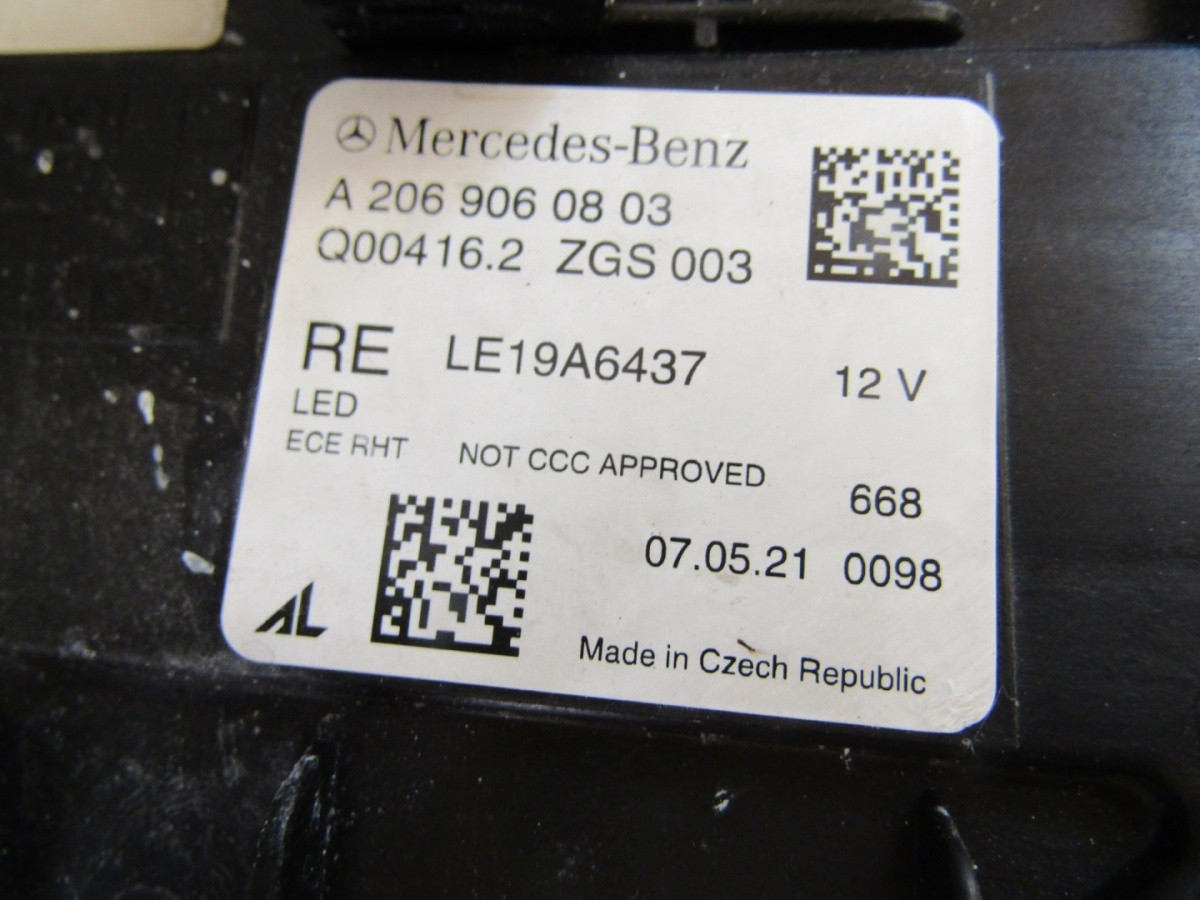 Mercedes-Benz
A 206 906 08 03
Q00416.2 ZGS 003
RE LE19A6437 12 V
LED
ECE RHT NOT CCC APPROVED
668
07.05.21 0098
AL
Made in Czech Republic